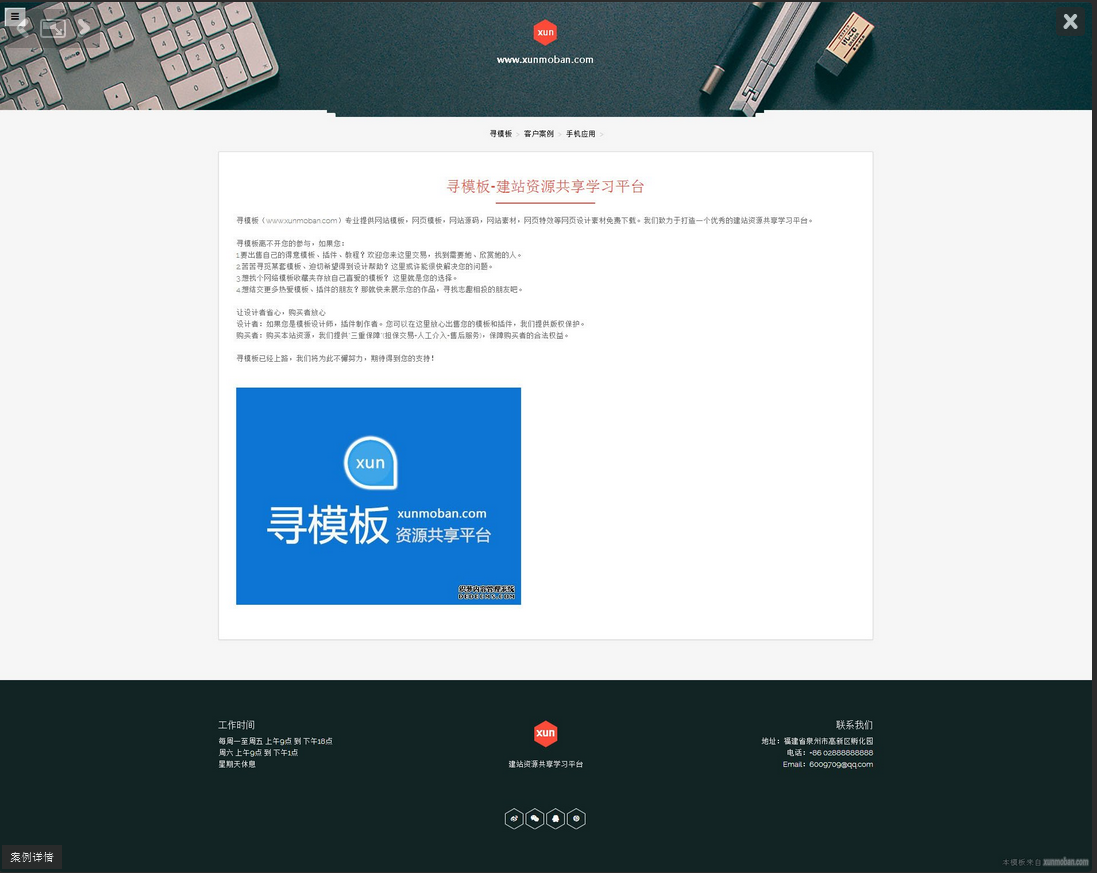 xun
www.xunmoban.com
寻模板 > 客户案例 > 手机应用 >
寻模板-建站资源共享学习平台
寻模板（www.xunmoban.com）专业提供网站模板，网页模板，网站源码，网站素材，网页特效等网页设计素材免费下载。我们致力于打造一个优秀的建站资源共享学习平台。
寻模板离不开您的参与，如果您：
1.要出售自己的得意模板、插件、教程？欢迎您来这里交易，找到需要她、欣赏她的人。
2.苦苦寻觅某套模板、迫切希望得到设计帮助？这里或许能很快解决您的问题。
3.想找个网络模板收藏夹存放自己喜爱的模板？ 这里就是您的选择。
4.想结交更多热爱模板、插件的朋友？那就快来展示您的作品，寻找志趣相投的朋友吧。
让设计者省心，购买者放心
设计者：如果您是模板设计师，插件制作者。您可以在这里放心出售您的模板和插件，我们提供版权保护。
购买者：购买本站资源，我们提供“三重保障”(担保交易+人工介入+售后服务)，保障购买者的合法权益。
寻模板已经上路，我们将为此不懈努力，期待得到您的支持！
xun
寻模板 xunmoban.com
资源共享平台
织梦内容管理系统
DEDECMS.COM
工作时间
每周一至周五 上午9点 到 下午18点
周六 上午9点 到 下午1点
星期天休息
xun
建站资源共享学习平台
联系我们
地址：福建省泉州市高新区孵化园
电话：+86 02888888888
Email：6009709@qq.com
案例详情
本模板来自 xunmoban.com